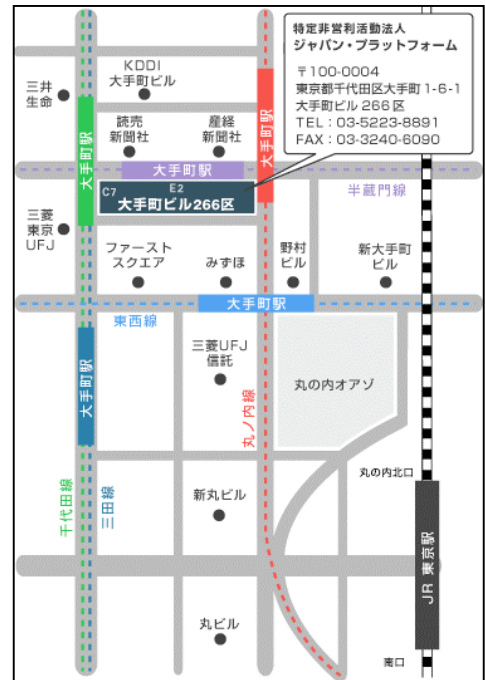 特定非営利活動法人
ジャパン・プラットフォーム
〒100-0004
東京都千代田区大手町1-6-1
大手町ビル 266区
TEL：03-5223-8891
FAX：03-3240-6090
KDDI
大手町ビル
三井
生命
読売
新聞社
産経
新聞社
大手町駅
大手町駅
大手町駅
半蔵門線
C7
E2
大手町ビル266区
三菱
東京
UFJ
ファースト
スクエア
みずほ
野村
ビル
新大手町
ビル
大手町駅
東西線
大手町駅
三菱UFJ
信託
丸の内オアゾ
丸ノ内線
千代田線
三田線
丸の内北口
新丸ビル
JR 東京駅
丸ビル
南口